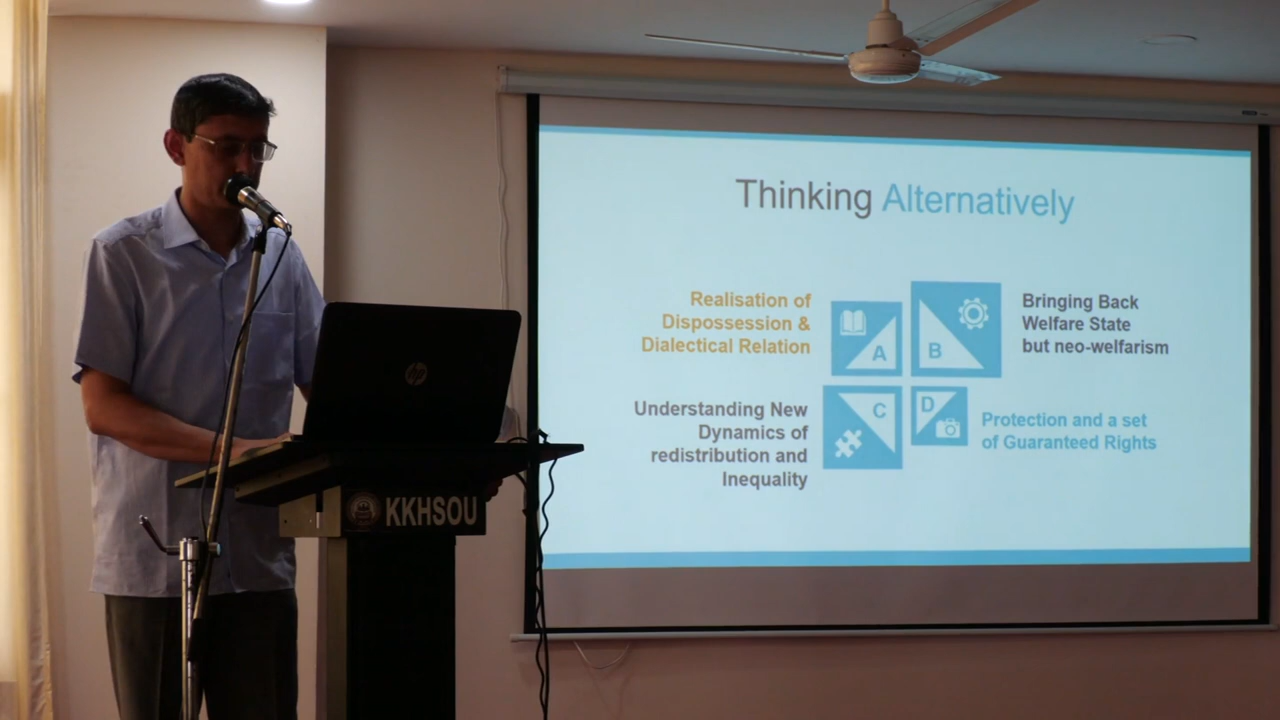 Thinking Alternatively
Realisation of
Dispossession &
Dialectical Relation
A
B
Bringing Back
Welfare State
but neo-welfarism
Understanding New
Dynamics of
redistribution and
Inequality
C
D
Protection and a set
of Guaranteed Rights
hp
KKHSOU